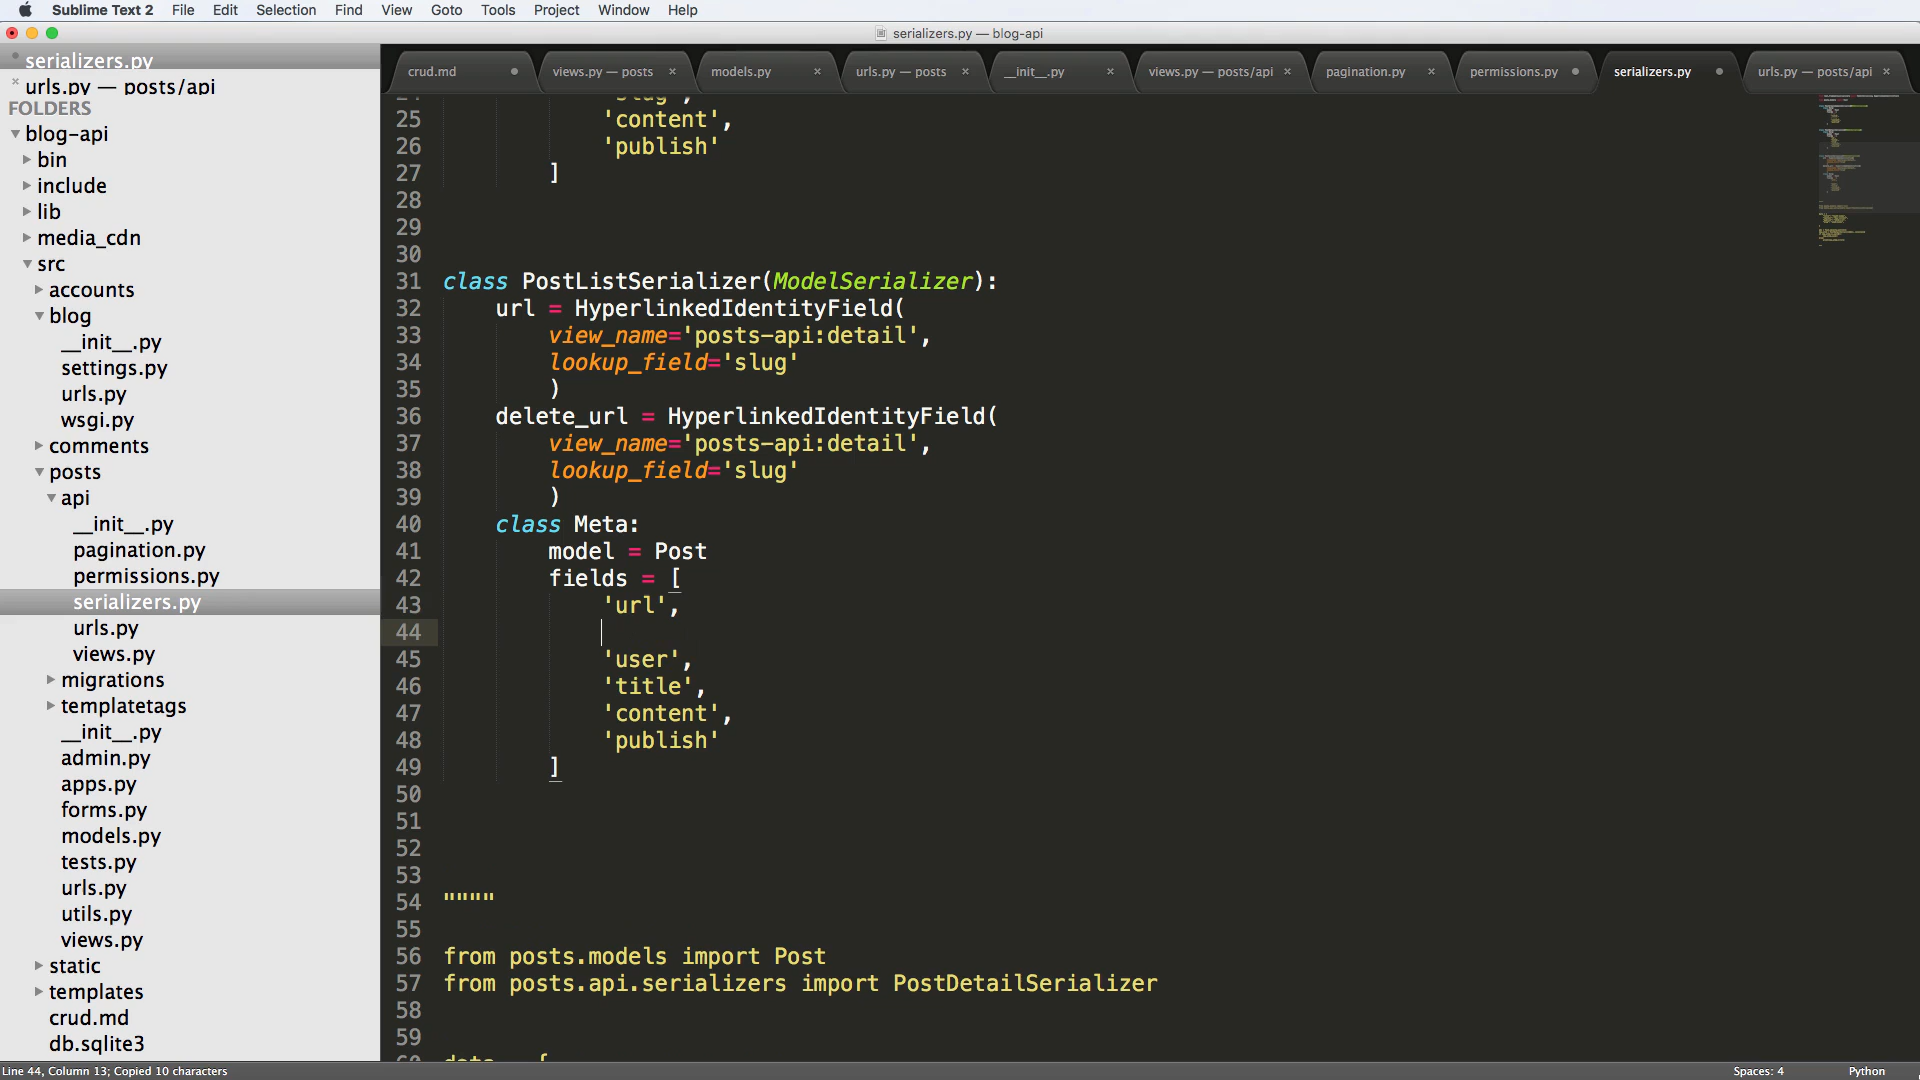 Sublime Text 2 File Edit Selection Find View Goto Tools Project Window Help
serializers.py — blog-api
serializers.py
urls.py — posts/api
FOLDERS
blog-api
bin
include
lib
media_cdn
src
accounts
blog
__init__.py
settings.py
urls.py
wsgi.py
comments
posts
api
__init__.py
pagination.py
permissions.py
serializers.py
urls.py
views.py
migrations
templatetags
__init__.py
admin.py
apps.py
forms.py
models.py
tests.py
urls.py
utils.py
views.py
static
templates
crud.md
db.sqlite3
crud.md views.py — posts models.py urls.py — posts __init__.py views.py — posts/api pagination.py permissions.py serializers.py urls.py — posts/api
24 'slug',
25 'content',
26 'publish'
27 ]
28
29
30
31 class PostListSerializer(ModelSerializer):
32 url = HyperlinkedIdentityField(
33 view_name='posts-api:detail',
34 lookup_field='slug'
35 )
36 delete_url = HyperlinkedIdentityField(
37 view_name='posts-api:detail',
38 lookup_field='slug'
39 )
40 class Meta:
41 model = Post
42 fields = [
43 'url',
44
45 'user',
46 'title',
47 'content',
48 'publish'
49 ]
50
51
52
53
54 """"
55
56 from posts.models import Post
57 from posts.api.serializers import PostDetailSerializer
58
59
60 data = {
Line 44, Column 13; Copied 10 characters Spaces: 4 Python